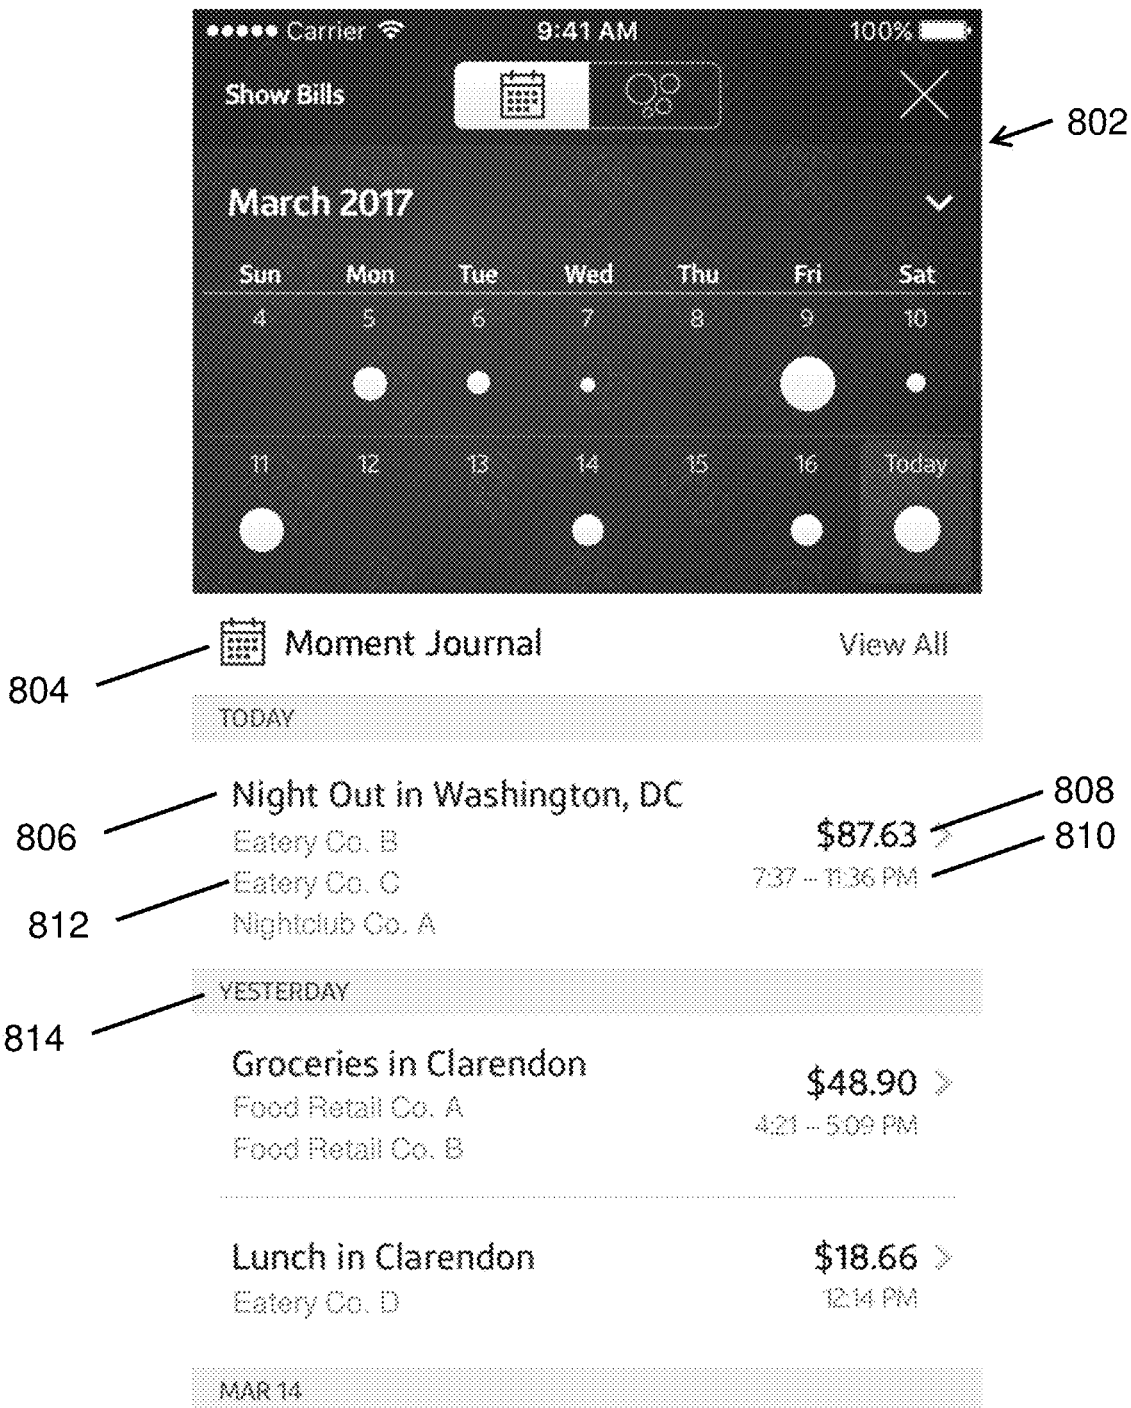 Carrier 9:41 AM 100%
Show Bills
802
March 2017
Sun Mon Tue Wed Thu Fri Sat
4 5 6 7 8 9 10
11 12 13 14 15 16 Today
804 Moment Journal View All
TODAY
806 Night Out in Washington, DC
Eatery Co. B $87.63 808
812 Eatery Co. C 7:37 – 11:36 PM 810
Nightclub Co. A
814 YESTERDAY
Groceries in Clarendon
Food Retail Co. A $48.90
Food Retail Co. B 4:21 – 5:09 PM
Lunch in Clarendon $18.66
Eatery Co. D 12:14 PM
MAR 14